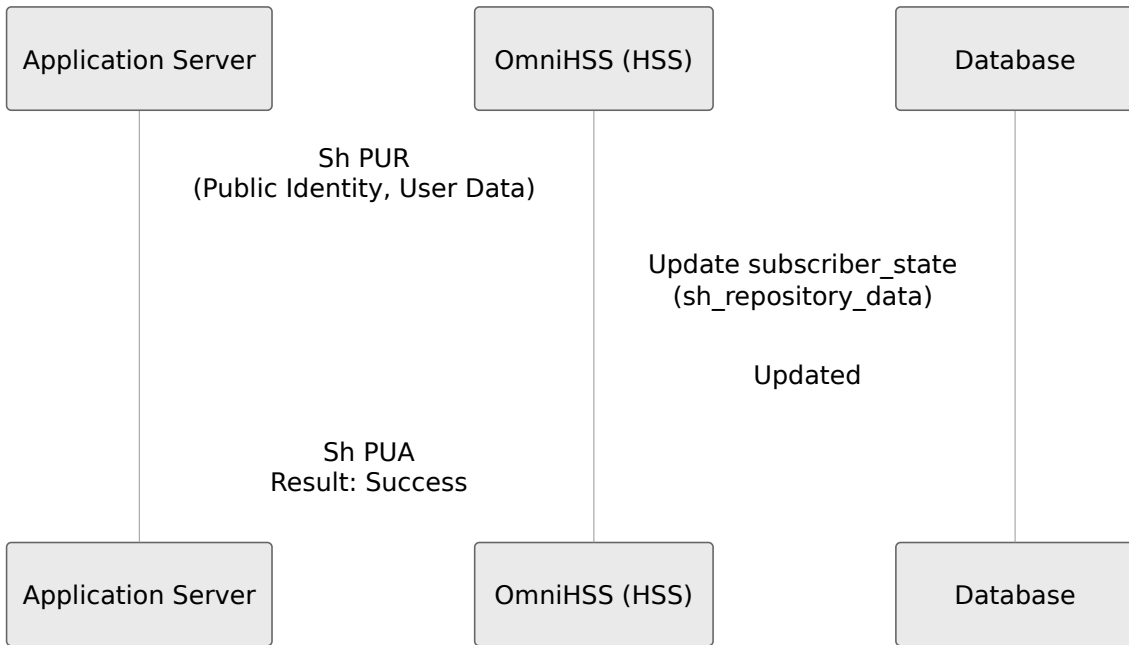 Application Server
OmniHSS (HSS)
Database
Sh PUR
(Public Identity, User Data)
Update subscriber_state
(sh_repository_data)
Updated
Sh PUA
Result: Success
Application Server
OmniHSS (HSS)
Database